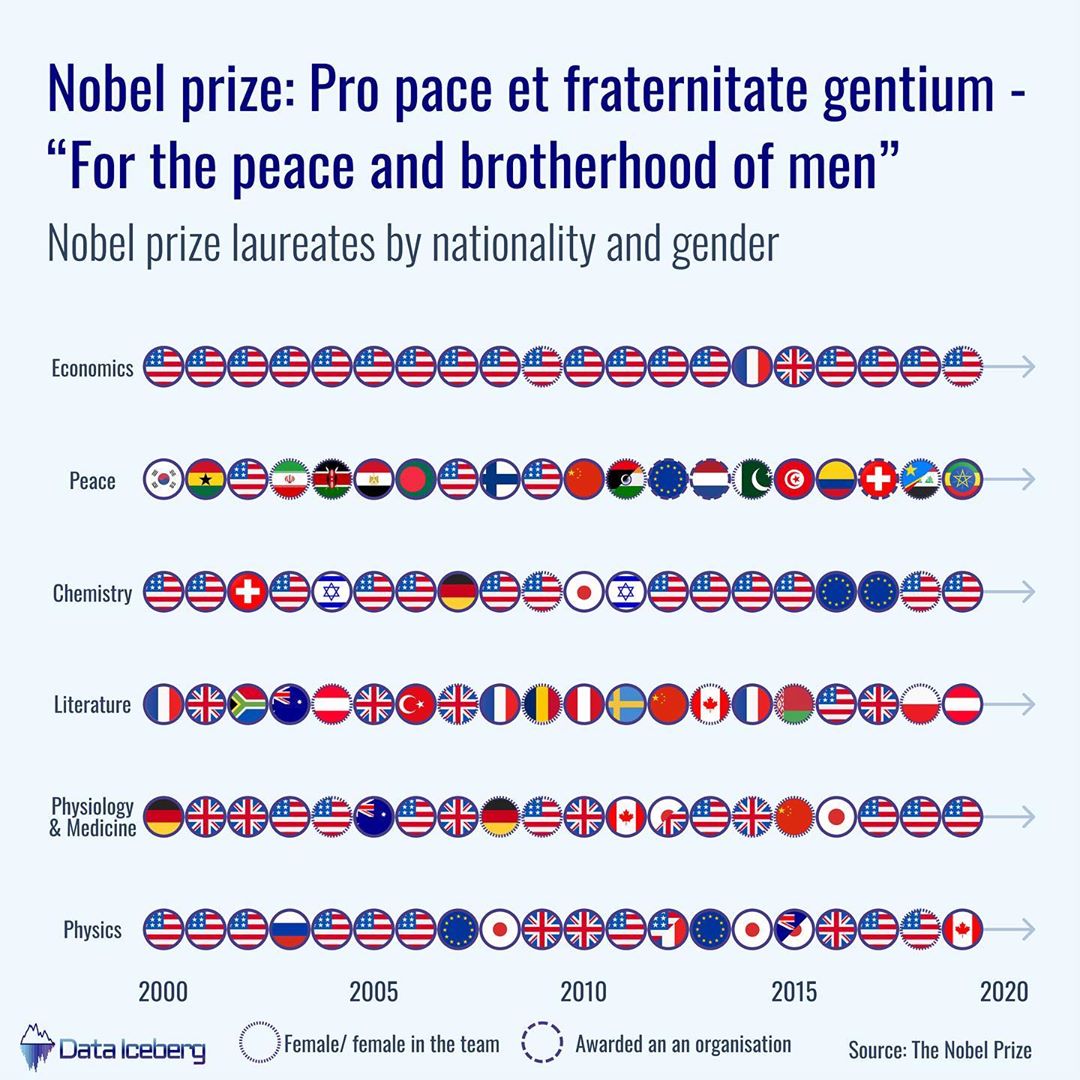 Nobel prize: Pro pace et fraternitate gentium -
“For the peace and brotherhood of men”
Nobel prize laureates by nationality and gender
Economics
Peace
Chemistry
Literature
Physiology
& Medicine
Physics
2000 2005 2010 2015 2020
Data Iceberg
Female/ female in the team
Awarded an an organisation
Source: The Nobel Prize